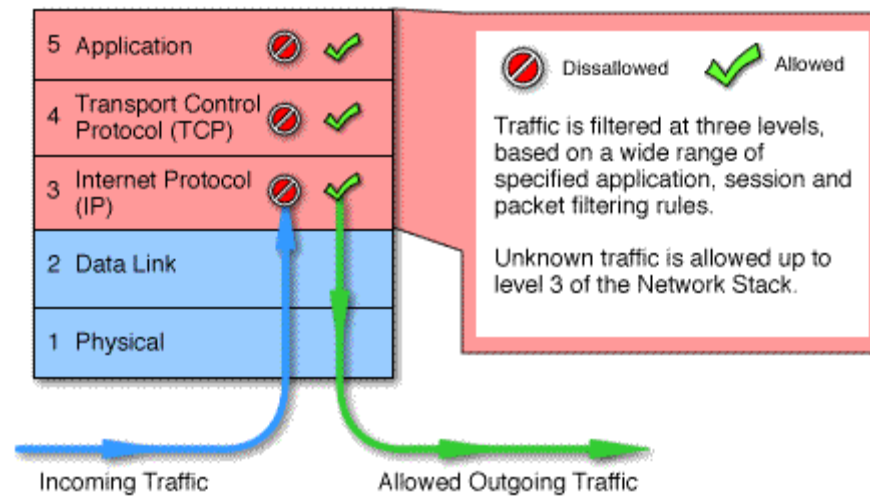 5 Application
4 Transport Control
Protocol (TCP)
3 Internet Protocol
(IP)
2 Data Link
1 Physical
Incoming Traffic
Allowed Outgoing Traffic
Dissallowed
Allowed
Traffic is filtered at three levels,
based on a wide range of
specified application, session and
packet filtering rules.
Unknown traffic is allowed up to
level 3 of the Network Stack.